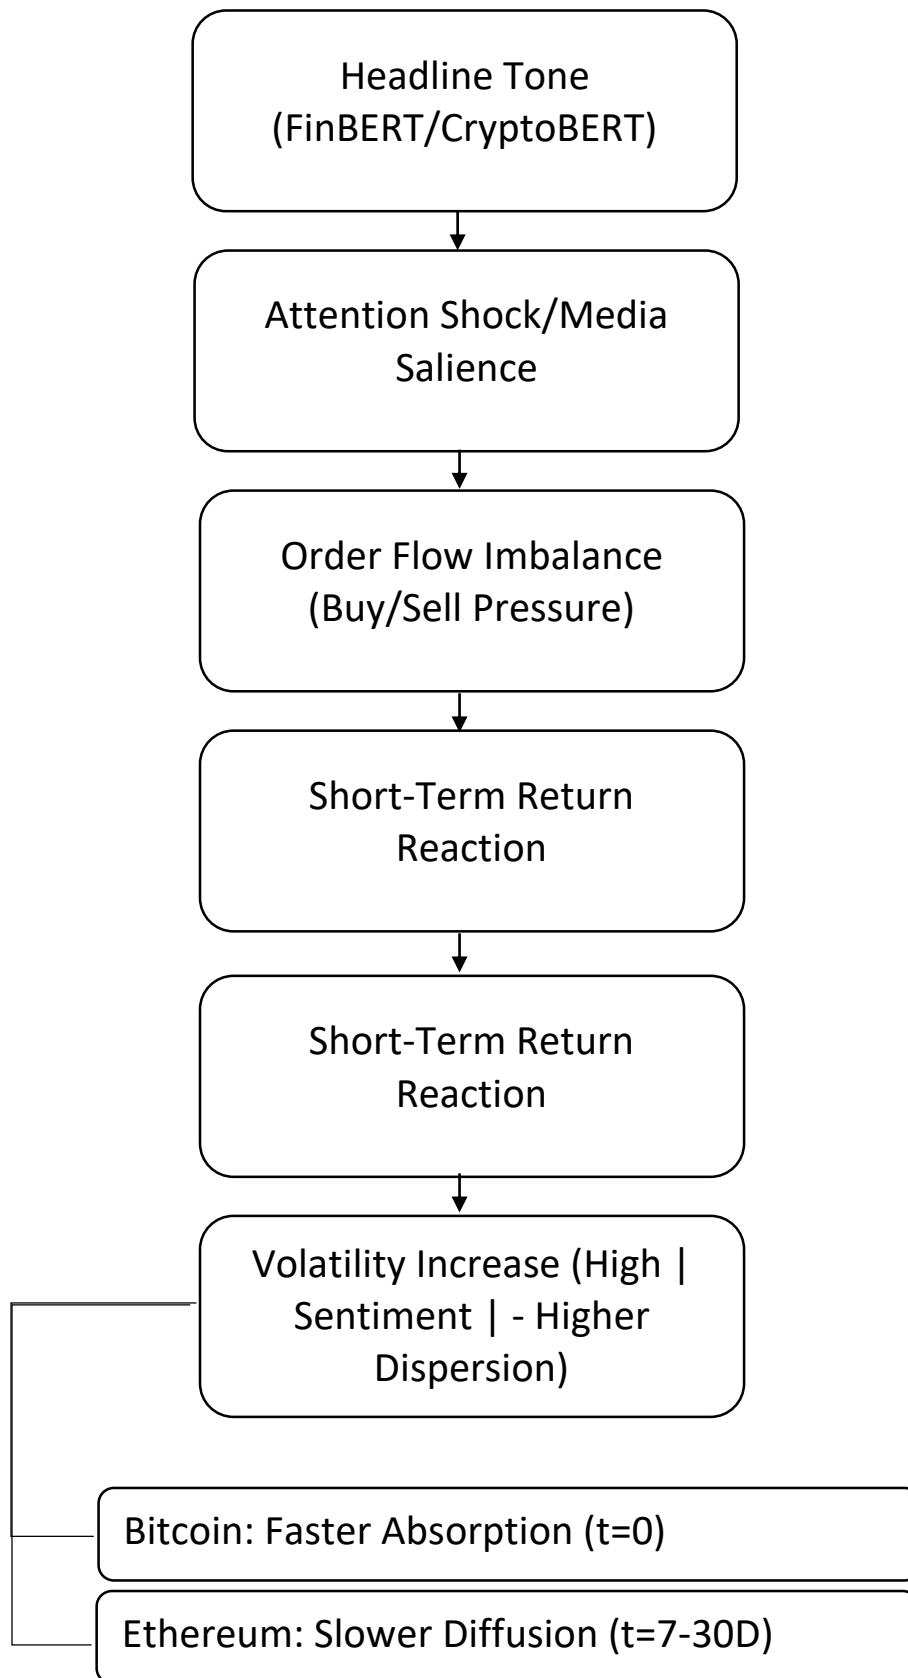 Headline Tone
(FinBERT/CryptoBERT)
Attention Shock/Media
Salience
Order Flow Imbalance
(Buy/Sell Pressure)
Short-Term Return
Reaction
Short-Term Return
Reaction
Volatility Increase (High |
Sentiment | - Higher
Dispersion)
Bitcoin: Faster Absorption (t=0)
Ethereum: Slower Diffusion (t=7-30D)